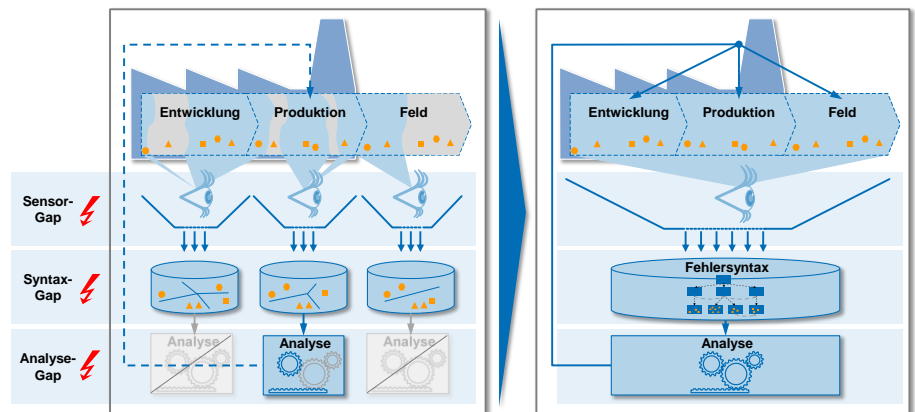 Entwicklung
Produktion
Feld
Entwicklung
Produktion
Feld
Sensor-
Gap
Syntax-
Gap
Fehlersyntax
Analyse-
Gap
Analyse
Analyse
Analyse
Analyse